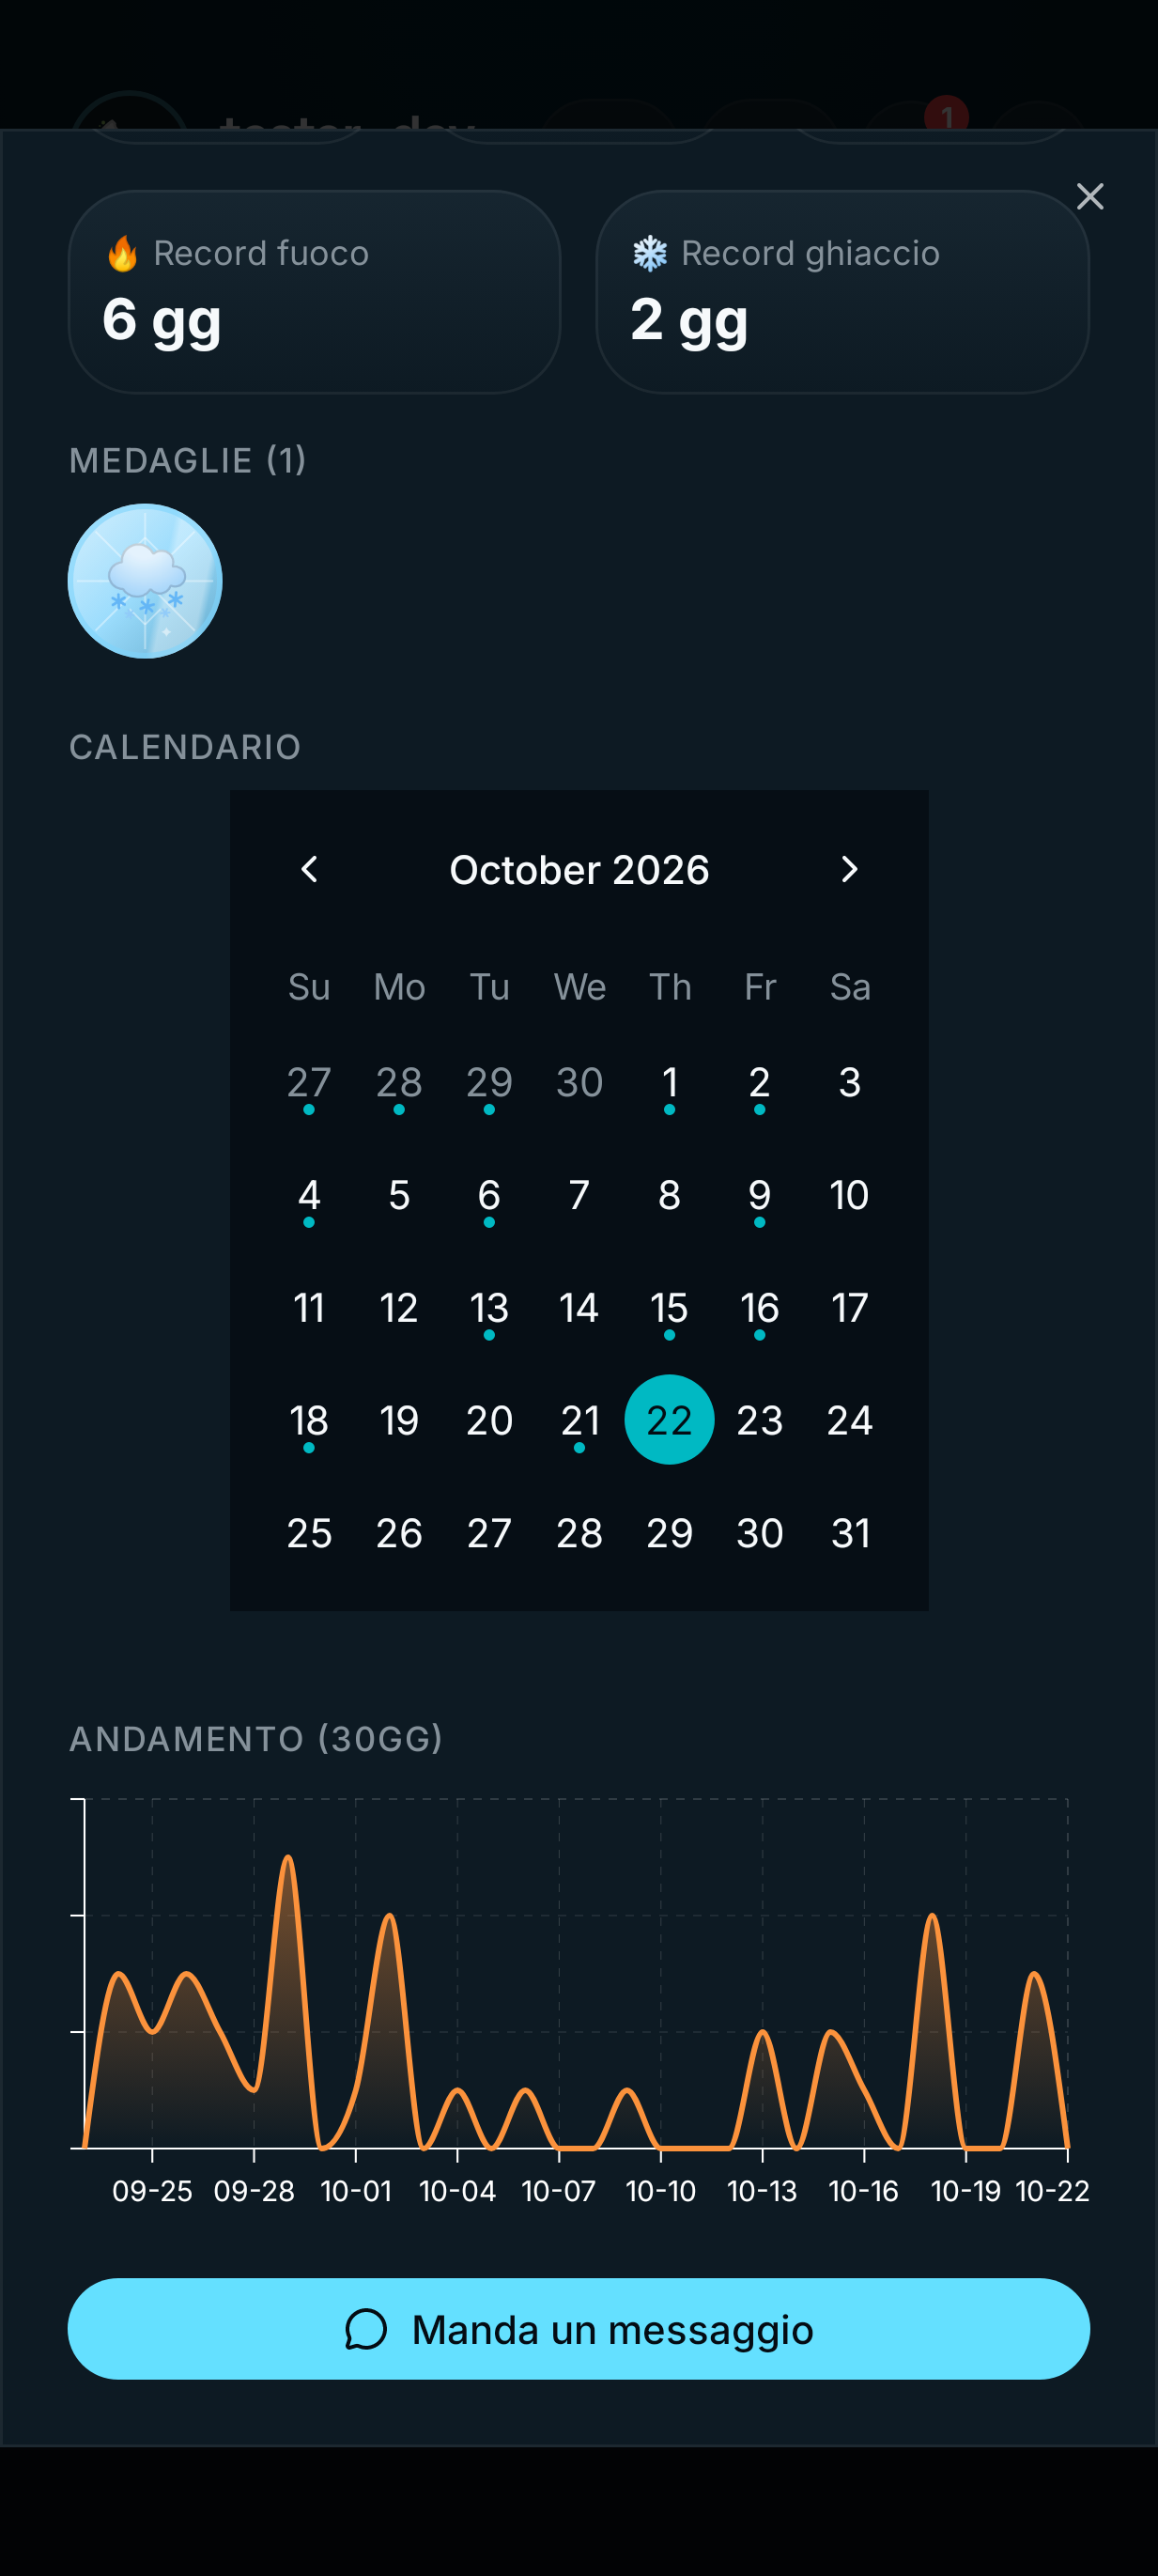 1
🔥 Record fuoco
6 gg
❄️ Record ghiaccio
2 gg
MEDAGLIE (1)
CALENDARIO
October 2026
Su Mo Tu We Th Fr Sa
27 28 29 30 1 2 3
4 5 6 7 8 9 10
11 12 13 14 15 16 17
18 19 20 21 22 23 24
25 26 27 28 29 30 31
ANDAMENTO (30GG)
09-25 09-28 10-01 10-04 10-07 10-10 10-13 10-16 10-19 10-22
Manda un messaggio